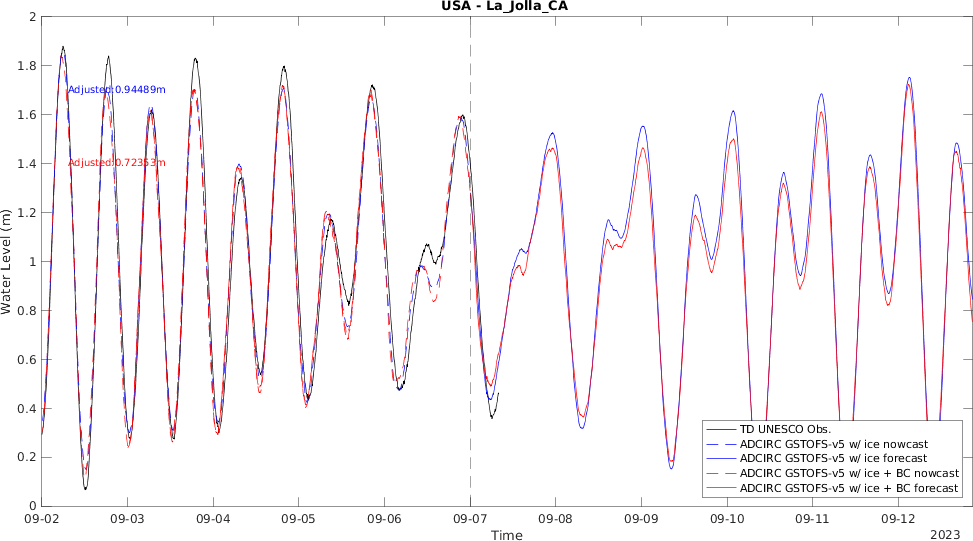 USA - La_Jolla_CA
2
1.8
1.6
1.4
1.2
1
0.8
0.6
0.4
0.2
0
Water Level (m)
Adjusted:0.94489m
Adjusted:0.72353m
TD UNESCO Obs.
ADCIRC GSTOFS-v5 w/ ice nowcast
ADCIRC GSTOFS-v5 w/ ice forecast
ADCIRC GSTOFS-v5 w/ ice + BC nowcast
ADCIRC GSTOFS-v5 w/ ice + BC forecast
09-02 09-03 09-04 09-05 09-06 09-07 09-08 09-09 09-10 09-11 09-12
Time
2023